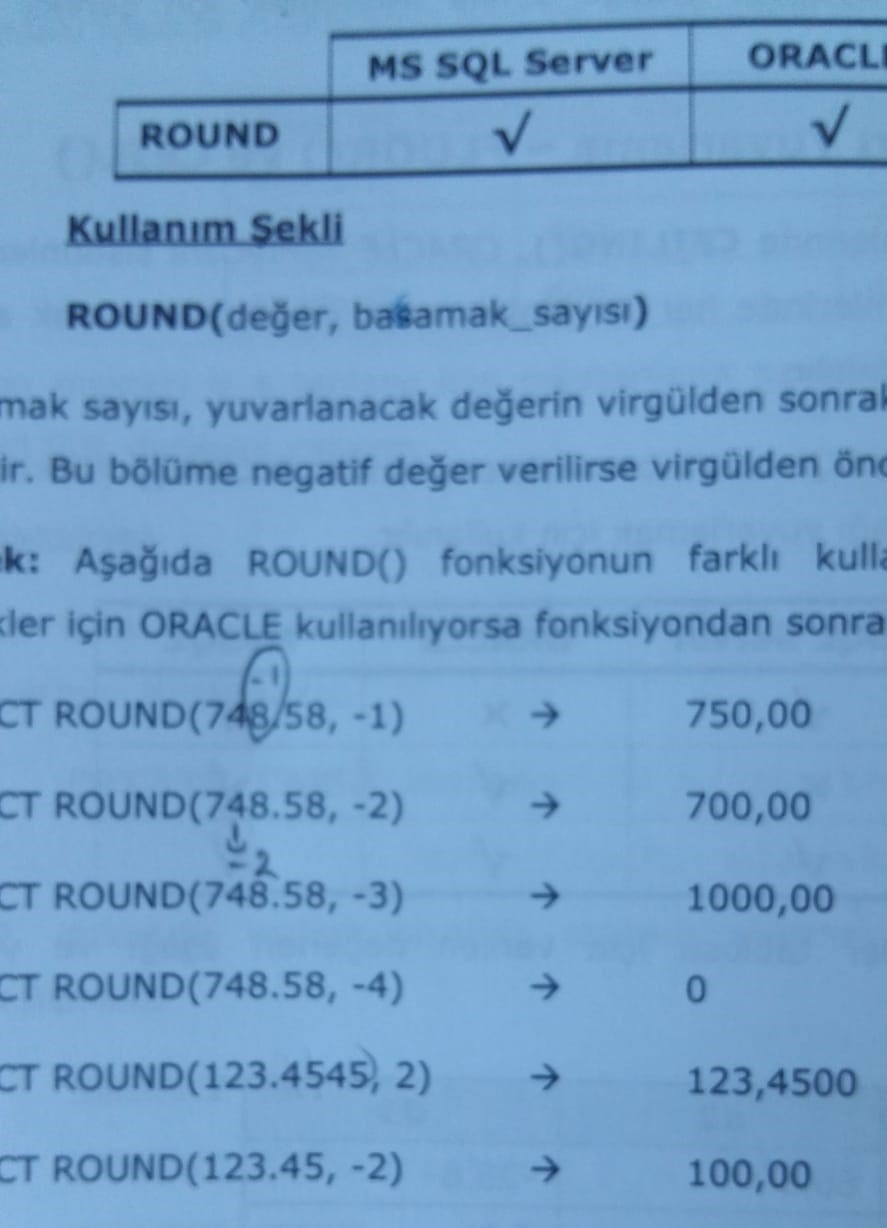 MS SQL Server ORACL
ROUND √ √
Kullanım Şekli
ROUND(değer, basamak_sayısı)
mak sayısı, yuvarlanacak değerin virgülden sonra
ir. Bu bölüme negatif değer verilirse virgülden önc
ek: Aşağıda ROUND() fonksiyonun farklı kulla
kler için ORACLE kullanılıyorsa fonksiyondan sonra
-1
CT ROUND(748.58, -1) → 750,00
CT ROUND(748.58, -2) → 700,00
-2
CT ROUND(748.58, -3) → 1000,00
CT ROUND(748.58, -4) → 0
CT ROUND(123.4545, 2) → 123,4500
CT ROUND(123.45, -2) → 100,00